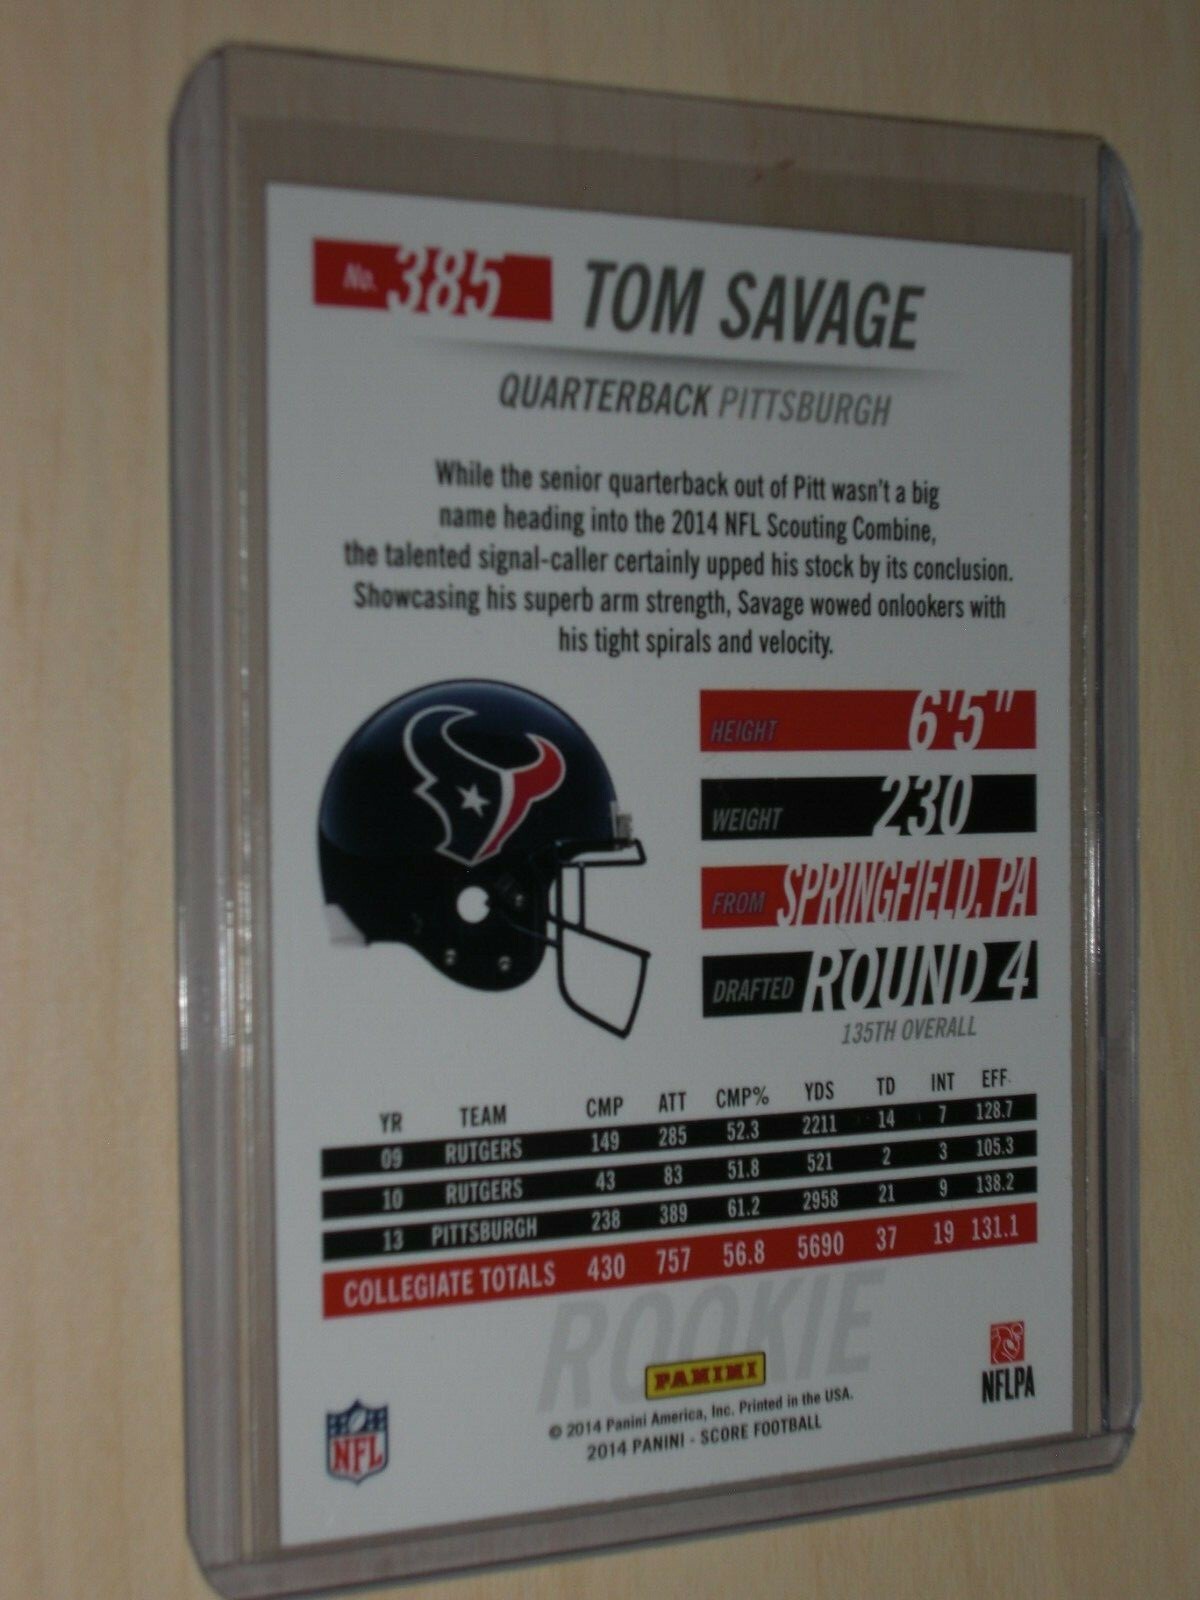 No. 385 TOM SAVAGE
QUARTERBACK PITTSBURGH
While the senior quarterback out of Pitt wasn't a big
name heading into the 2014 NFL Scouting Combine,
the talented signal-caller certainly upped his stock by its conclusion.
Showcasing his superb arm strength, Savage wowed onlookers with
his tight spirals and velocity.
HEIGHT 6'5"
WEIGHT 230
FROM SPRINGFIELD, PA
DRAFTED ROUND 4
135TH OVERALL
YR TEAM CMP ATT CMP% YDS TD INT EFF.
09 RUTGERS 149 285 52.3 2211 14 7 128.7
10 RUTGERS 43 83 51.8 521 2 3 105.3
13 PITTSBURGH 238 389 61.2 2958 21 9 138.2
COLLEGIATE TOTALS 430 757 56.8 5690 37 19 131.1
ROOKIE
PANINI
© 2014 Panini America, Inc. Printed in the USA.
2014 PANINI - SCORE FOOTBALL
NFL
NFLPA